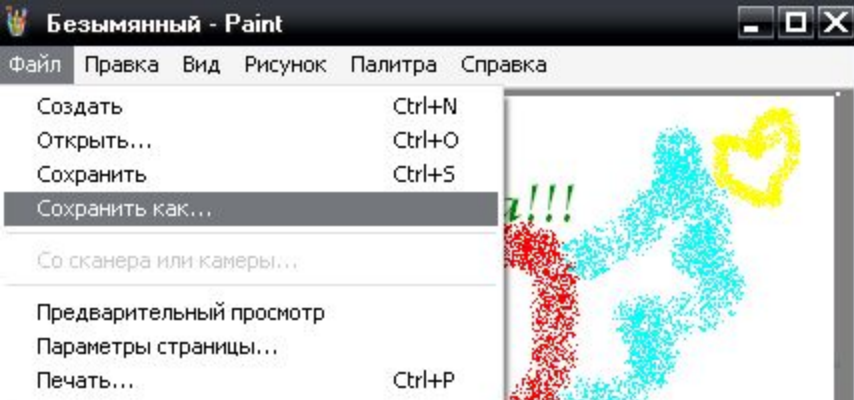 Безымянный - Paint
Файл Правка Вид Рисунок Палитра Справка
Создать Ctrl+N
Открыть... Ctrl+O
Сохранить Ctrl+S
Сохранить как...
а!!!
Со сканера или камеры...
Предварительный просмотр
Параметры страницы...
Печать... Ctrl+P